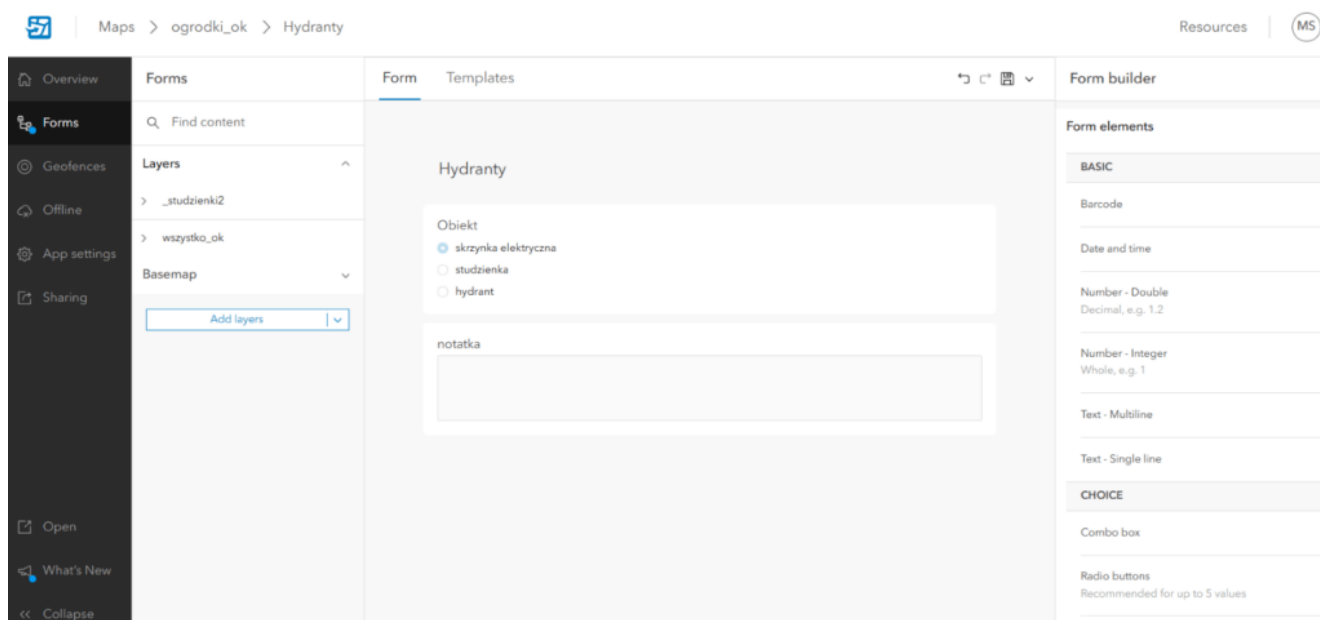 Maps > ogrodki_ok > Hydranty
Resources
MS
Overview
Forms
Geofences
Offline
App settings
Sharing
Open
What's New
Collapse
Forms
Find content
Layers
_studzienki2
wszystko_ok
Basemap
Add layers
Form
Templates
Hydranty
Obiekt
skrzynka elektryczna
studzienka
hydrant
notatka
Form builder
Form elements
BASIC
Barcode
Date and time
Number - Double
Decimal, e.g. 1.2
Number - Integer
Whole, e.g. 1
Text - Multiline
Text - Single line
CHOICE
Combo box
Radio buttons
Recommended for up to 5 values